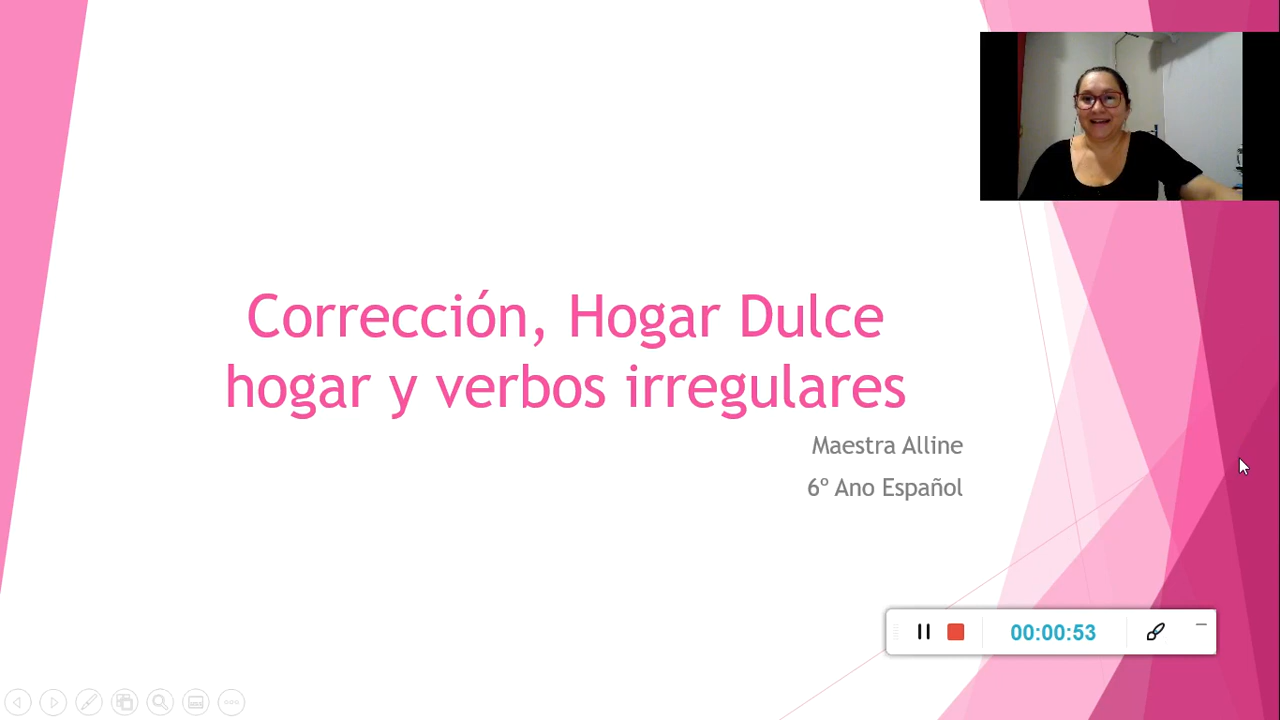 Corrección, Hogar Dulce
hogar y verbos irregulares
Maestra Alline
6º Ano Español
00:00:53